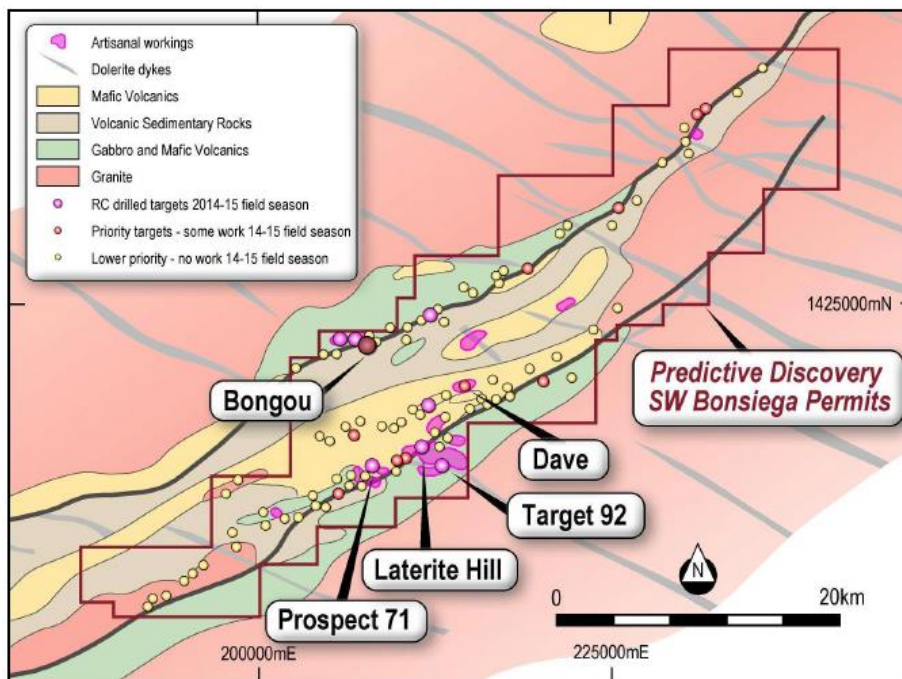 Artisanal workings
Dolerite dykes
Mafic Volcanics
Volcanic Sedimentary Rocks
Gabbro and Mafic Volcanics
Granite
RC drilled targets 2014-15 field season
Priority targets - some work 14-15 field season
Lower priority - no work 14-15 field season
1425000mN
Predictive Discovery
SW Bonsiega Permits
Bongou
Dave
Target 92
Laterite Hill
Prospect 71
N
0
20km
200000mE
225000mE